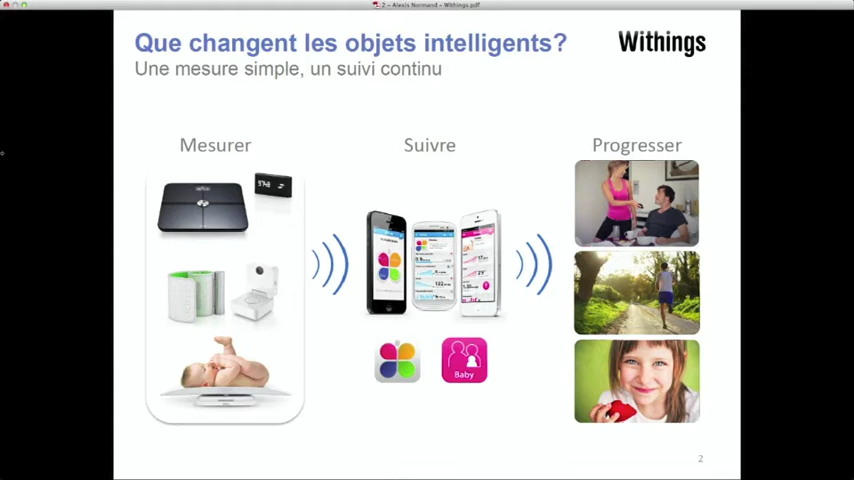 2 – Alexis Normand – Withings.pdf
Que changent les objets intelligents?
Withings
Une mesure simple, un suivi continu
Mesurer
Suivre
Progresser
Baby
2